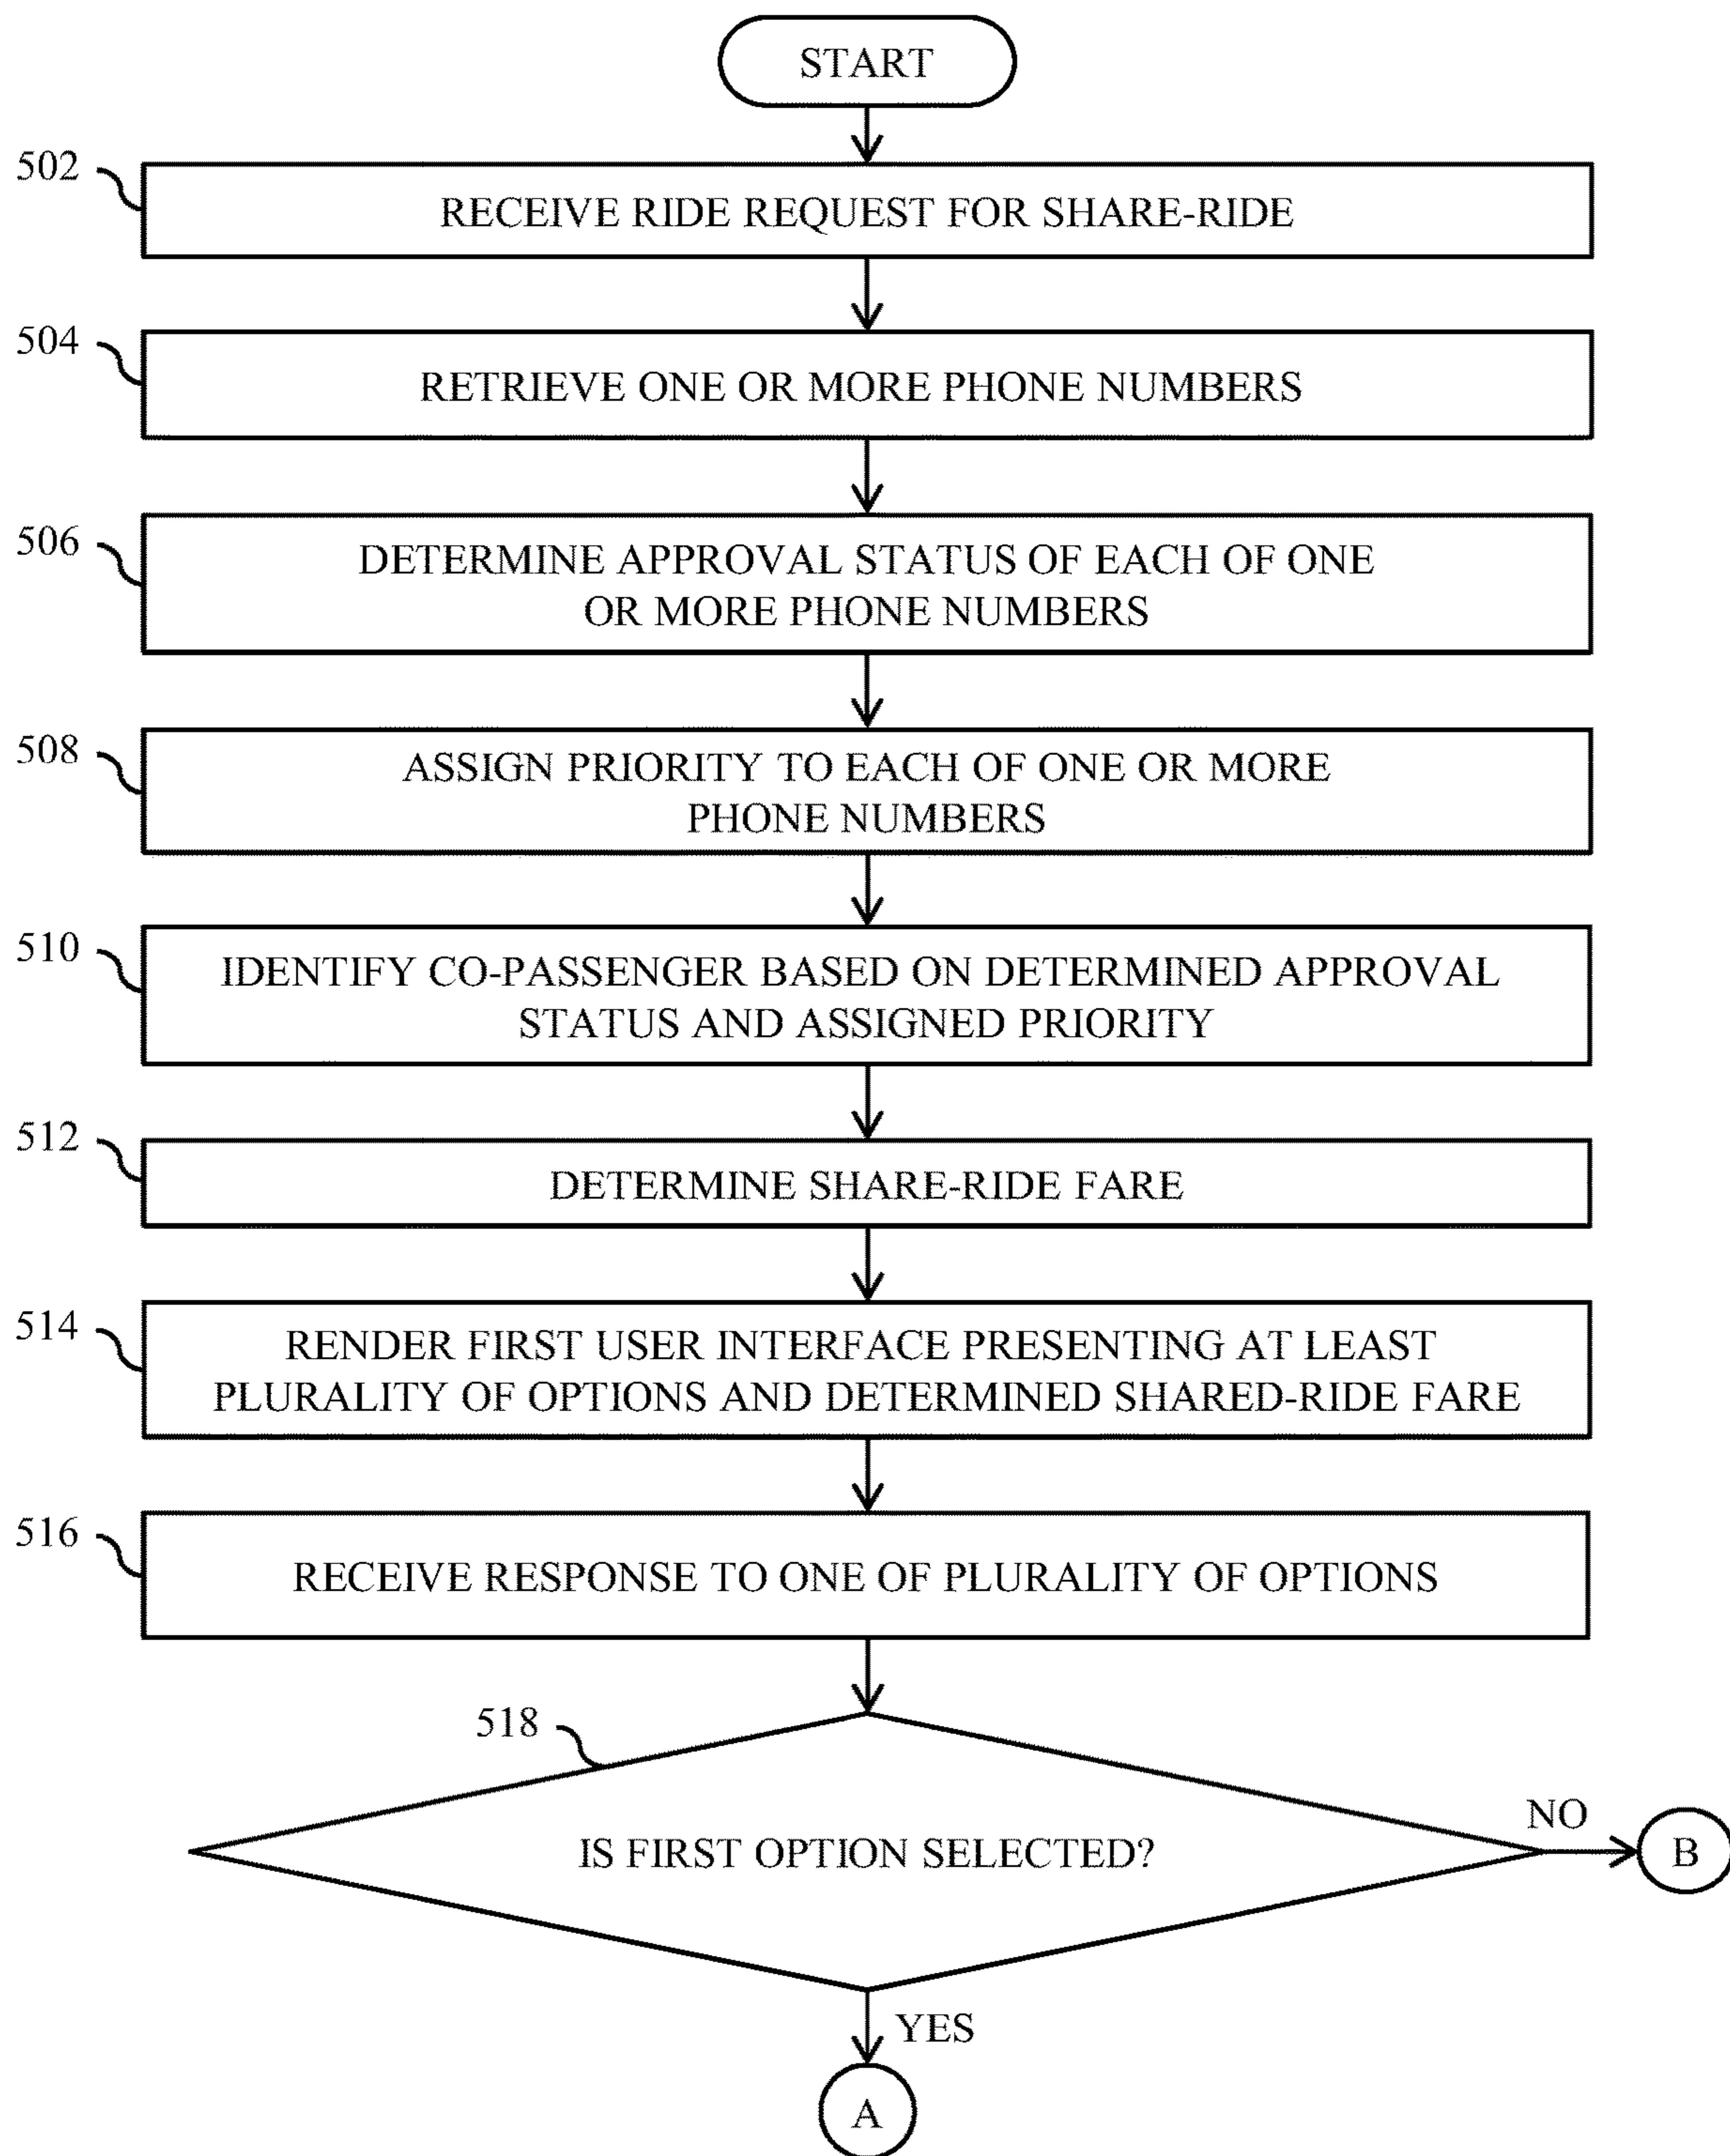 START
502
RECEIVE RIDE REQUEST FOR SHARE-RIDE
504
RETRIEVE ONE OR MORE PHONE NUMBERS
506
DETERMINE APPROVAL STATUS OF EACH OF ONE
OR MORE PHONE NUMBERS
508
ASSIGN PRIORITY TO EACH OF ONE OR MORE
PHONE NUMBERS
510
IDENTIFY CO-PASSENGER BASED ON DETERMINED APPROVAL
STATUS AND ASSIGNED PRIORITY
512
DETERMINE SHARE-RIDE FARE
514
RENDER FIRST USER INTERFACE PRESENTING AT LEAST
PLURALITY OF OPTIONS AND DETERMINED SHARED-RIDE FARE
516
RECEIVE RESPONSE TO ONE OF PLURALITY OF OPTIONS
518
IS FIRST OPTION SELECTED?
NO
B
YES
A